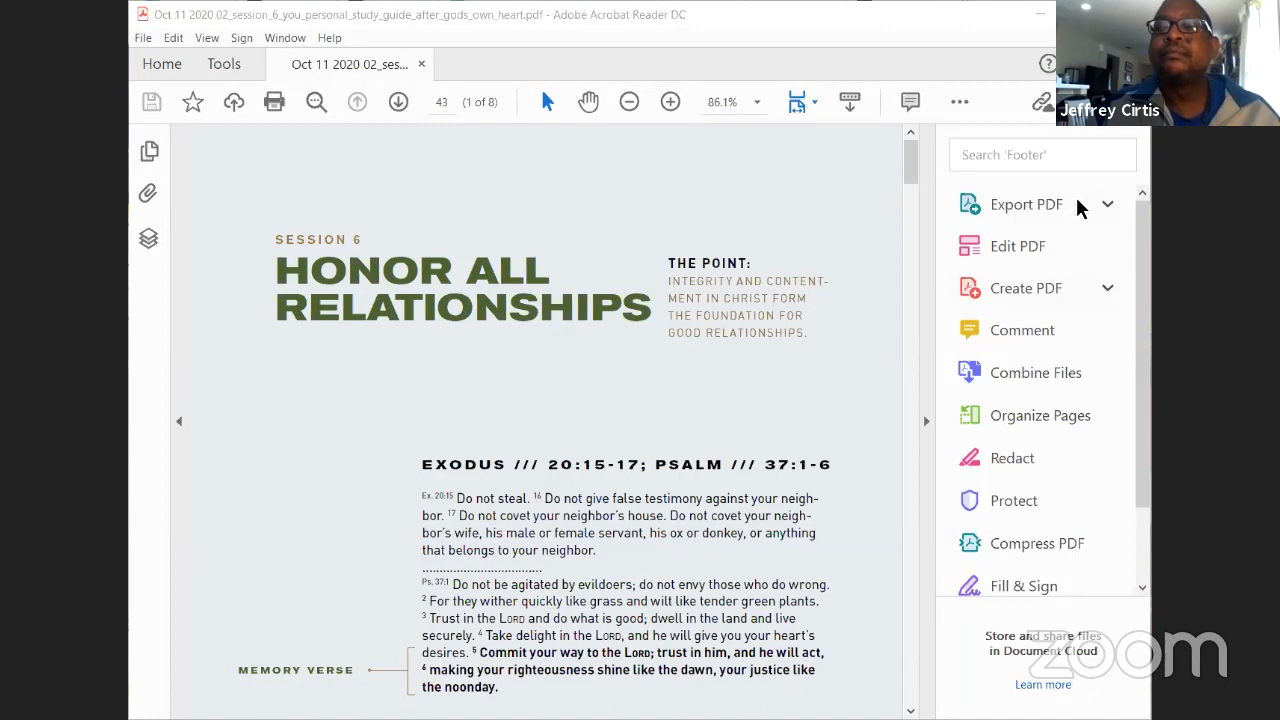 Oct 11 2020 02_session_6_you_personal_study_guide_after_gods_own_heart.pdf - Adobe Acrobat Reader DC
File Edit View Sign Window Help
Home Tools Oct 11 2020 02_ses... ×
43 (1 of 8) 86.1%
Jeffrey Cirtis
Search 'Footer'
Export PDF
Edit PDF
Create PDF
Comment
Combine Files
Organize Pages
Redact
Protect
Compress PDF
Fill & Sign
Store and share files
in Document Cloud
Learn more
zoom
SESSION 6
HONOR ALL
RELATIONSHIPS
THE POINT:
INTEGRITY AND CONTENT-
MENT IN CHRIST FORM
THE FOUNDATION FOR
GOOD RELATIONSHIPS.
EXODUS /// 20:15-17; PSALM /// 37:1-6
Ex. 20:15 Do not steal. 16 Do not give false testimony against your neigh-
bor. 17 Do not covet your neighbor's house. Do not covet your neigh-
bor's wife, his male or female servant, his ox or donkey, or anything
that belongs to your neighbor.
..................................
Ps. 37:1 Do not be agitated by evildoers; do not envy those who do wrong.
2 For they wither quickly like grass and wilt like tender green plants.
3 Trust in the LORD and do what is good; dwell in the land and live
securely. 4 Take delight in the LORD, and he will give you your heart's
desires. 5 Commit your way to the LORD; trust in him, and he will act,
6 making your righteousness shine like the dawn, your justice like
the noonday.
MEMORY VERSE